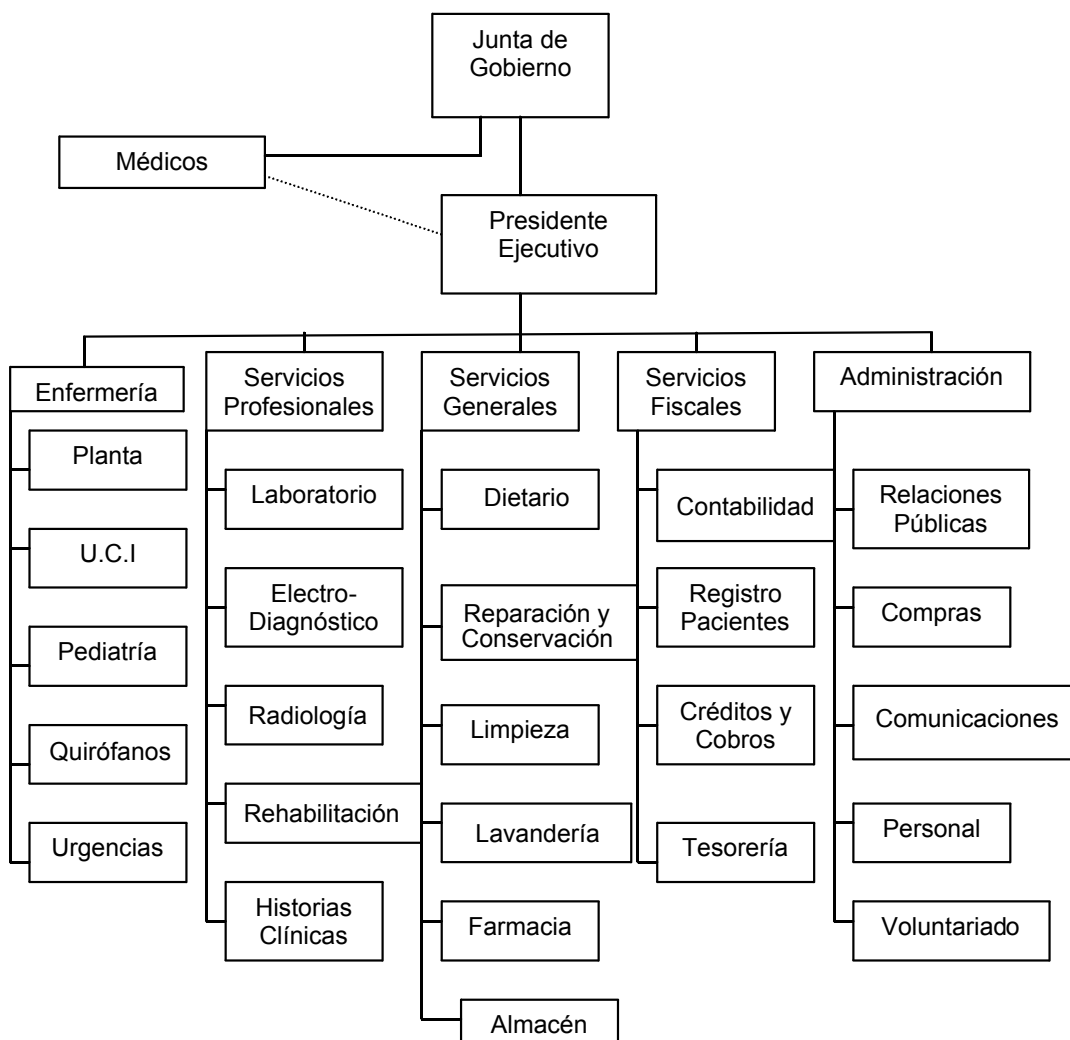 Junta de
Gobierno
Médicos
Presidente
Ejecutivo
Enfermería
Servicios
Profesionales
Servicios
Generales
Servicios
Fiscales
Administración
Planta
U.C.I
Pediatría
Quirófanos
Urgencias
Laboratorio
Electro-
Diagnóstico
Radiología
Rehabilitación
Historias
Clínicas
Dietario
Reparación y
Conservación
Limpieza
Lavandería
Farmacia
Almacén
Contabilidad
Registro
Pacientes
Créditos y
Cobros
Tesorería
Relaciones
Públicas
Compras
Comunicaciones
Personal
Voluntariado